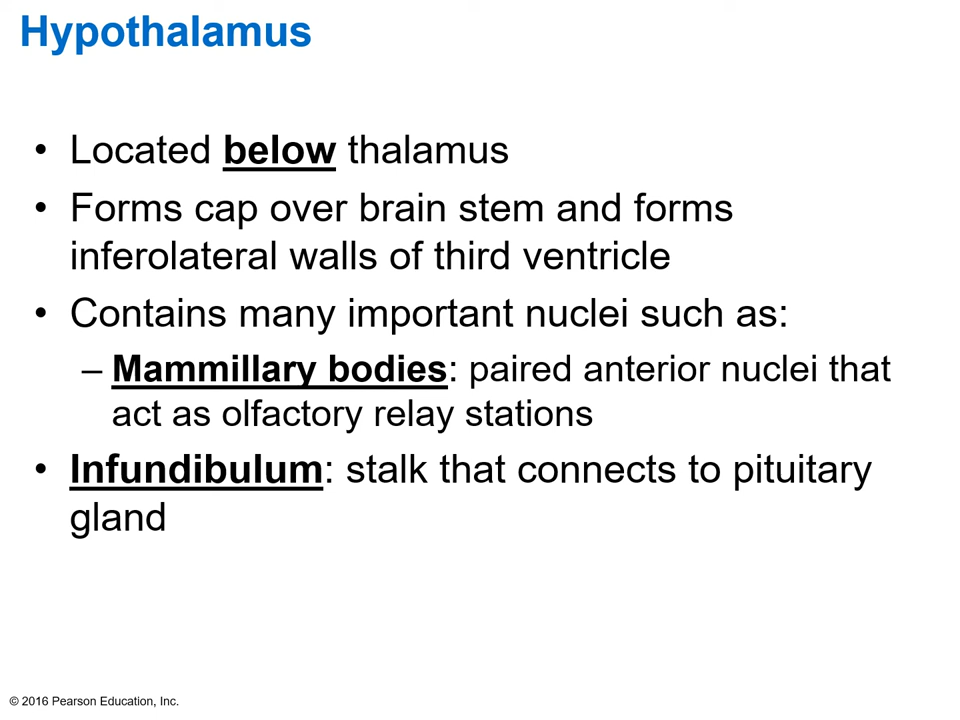 Hypothalamus
• Located below thalamus
• Forms cap over brain stem and forms
inferolateral walls of third ventricle
• Contains many important nuclei such as:
– Mammillary bodies: paired anterior nuclei that
act as olfactory relay stations
• Infundibulum: stalk that connects to pituitary
gland
© 2016 Pearson Education, Inc.